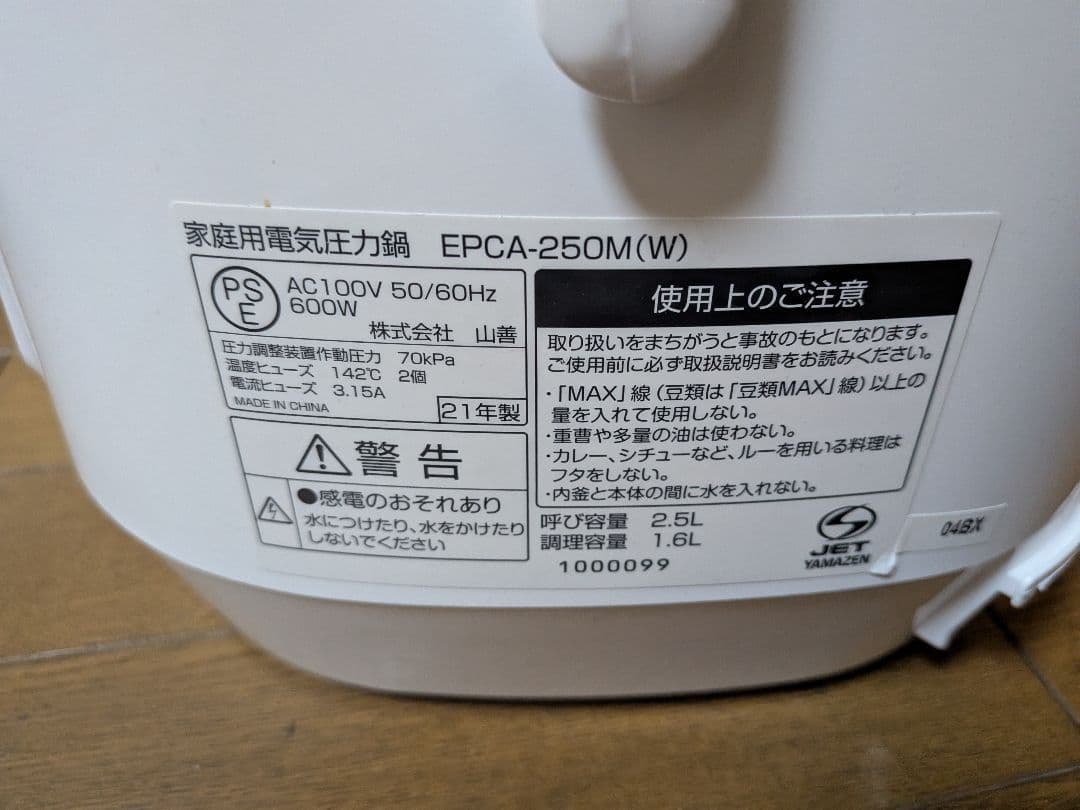 家庭用電気圧力鍋 EPCA-250M(W)
PSE
AC100V 50/60Hz
600W
株式会社 山善
圧力調整装置作動圧力 70kPa
温度ヒューズ 142℃ 2個
電流ヒューズ 3.15A
MADE IN CHINA
21年製
警告
●感電のおそれあり
水につけたり、水をかけたり
しないでください
使用上のご注意
取り扱いをまちがうと事故のもとになります。
ご使用前に必ず取扱説明書をお読みください。
・「MAX」線(豆類は「豆類MAX」線)以上の
量を入れて使用しない。
・重曹や多量の油は使わない。
・カレー、シチューなど、ルーを用いる料理は
フタをしない。
・内釜と本体の間に水を入れない。
呼び容量 2.5L
調理容量 1.6L
1000099
JET
YAMAZEN
04BX